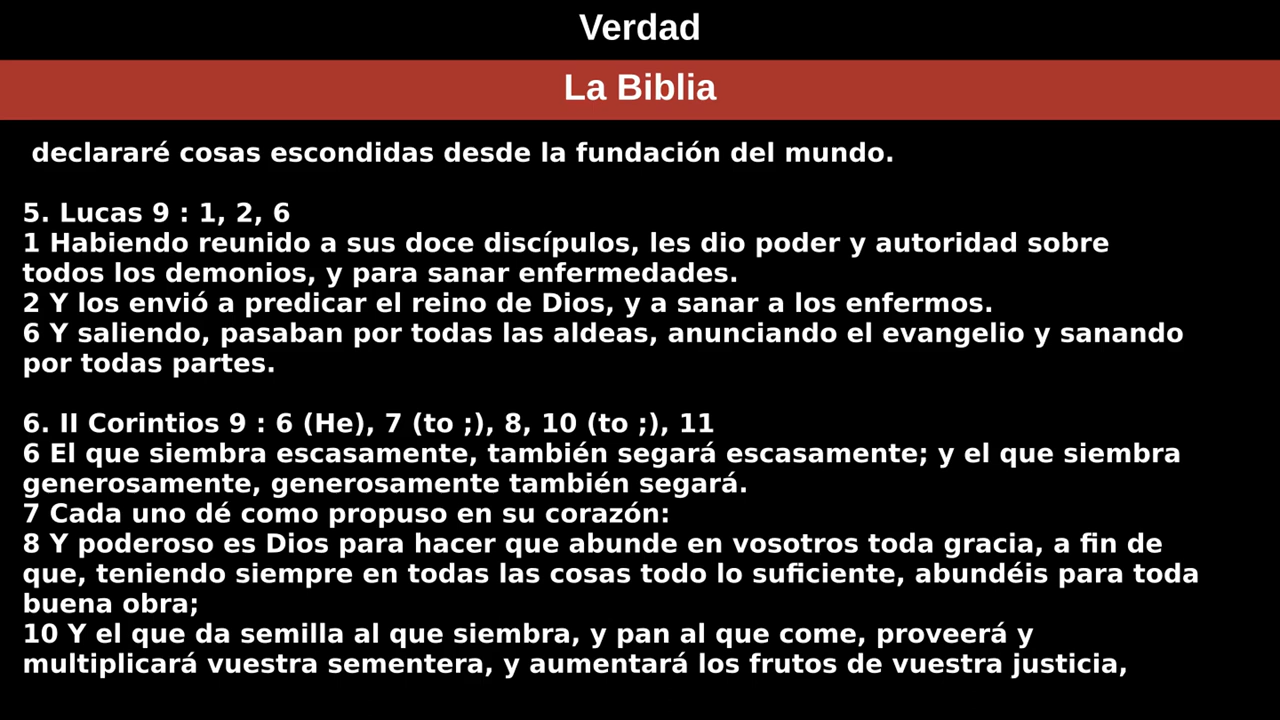 Verdad
La Biblia
declararé cosas escondidas desde la fundación del mundo.
5. Lucas 9 : 1, 2, 6
1 Habiendo reunido a sus doce discípulos, les dio poder y autoridad sobre
todos los demonios, y para sanar enfermedades.
2 Y los envió a predicar el reino de Dios, y a sanar a los enfermos.
6 Y saliendo, pasaban por todas las aldeas, anunciando el evangelio y sanando
por todas partes.
6. II Corintios 9 : 6 (He), 7 (to ;), 8, 10 (to ;), 11
6 El que siembra escasamente, también segará escasamente; y el que siembra
generosamente, generosamente también segará.
7 Cada uno dé como propuso en su corazón:
8 Y poderoso es Dios para hacer que abunde en vosotros toda gracia, a fin de
que, teniendo siempre en todas las cosas todo lo suficiente, abundéis para toda
buena obra;
10 Y el que da semilla al que siembra, y pan al que come, proveerá y
multiplicará vuestra sementera, y aumentará los frutos de vuestra justicia,